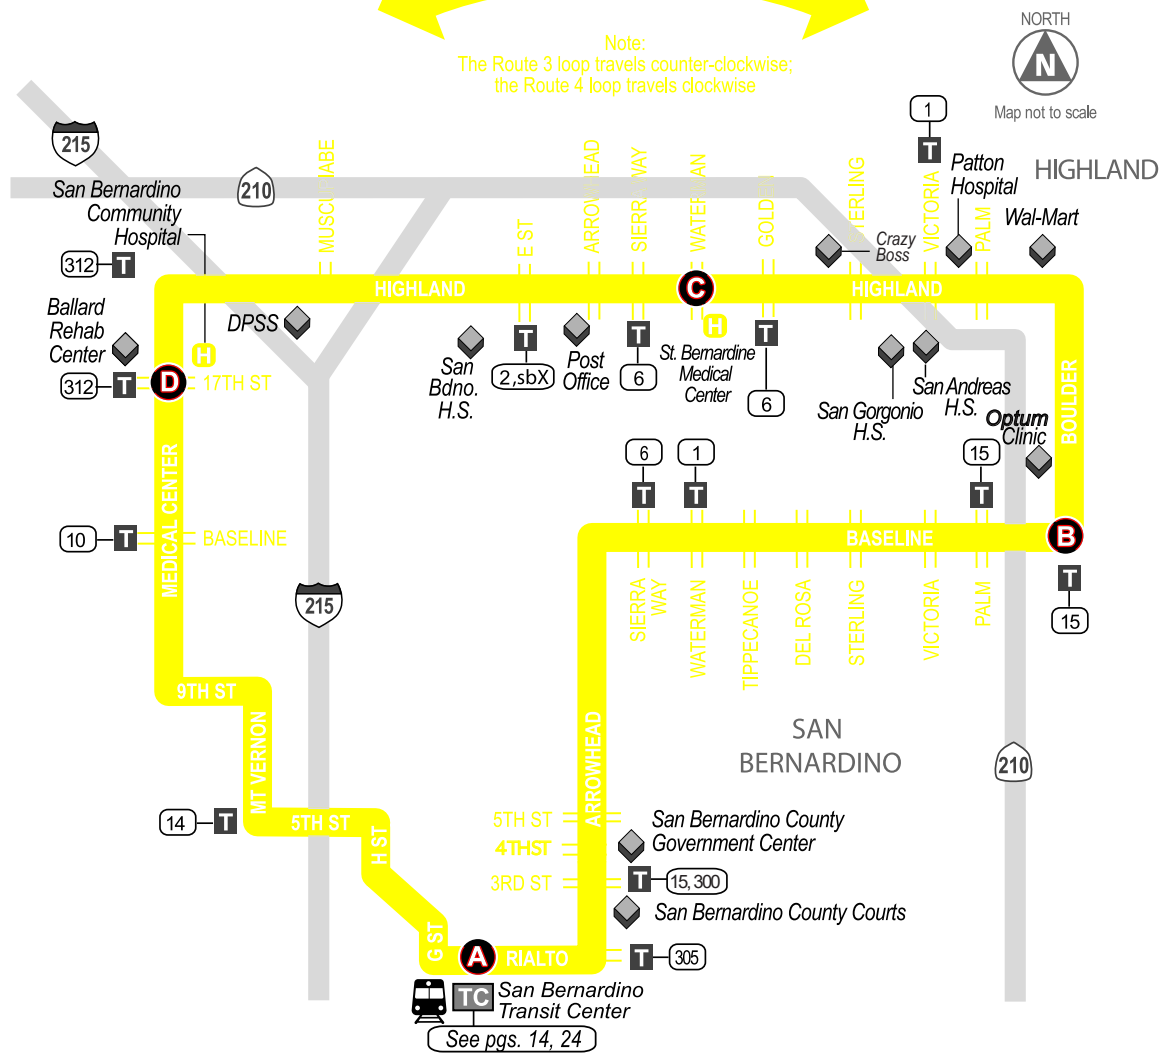 Note:
The Route 3 loop travels counter-clockwise;
the Route 4 loop travels clockwise
NORTH
N
Map not to scale
HIGHLAND
215
210
San Bernardino
Community
Hospital
312 T
H
MUSCUPIABE
E ST
ARROWHEAD
SIERRA WAY
WATERMAN
GOLDEN
STERLING
VICTORIA
PALM
1
T
Patton
Hospital
Wal-Mart
Crazy
Boss
HIGHLAND
C
HIGHLAND
Ballard
Rehab
Center
DPSS
San
Bdno.
H.S.
T
2,sbX
Post
Office
T
6
H
St. Bernardine
Medical
Center
T
6
San Gorgonio
H.S.
San Andreas
H.S.
Optum
Clinic
BOULDER
312 T
D
17TH ST
MEDICAL CENTER
10 T
BASELINE
6
T
1
T
15
T
BASELINE
B
T
15
215
SIERRA
WAY
WATERMAN
TIPPECANOE
DEL ROSA
STERLING
VICTORIA
PALM
9TH ST
MT VERNON
14 T
5TH ST
H ST
G ST
ARROWHEAD
SAN
BERNARDINO
210
5TH ST
4THST
3RD ST
San Bernardino County
Government Center
T 15, 300
San Bernardino County Courts
T 305
A
RIALTO
TC
San Bernardino
Transit Center
See pgs. 14, 24